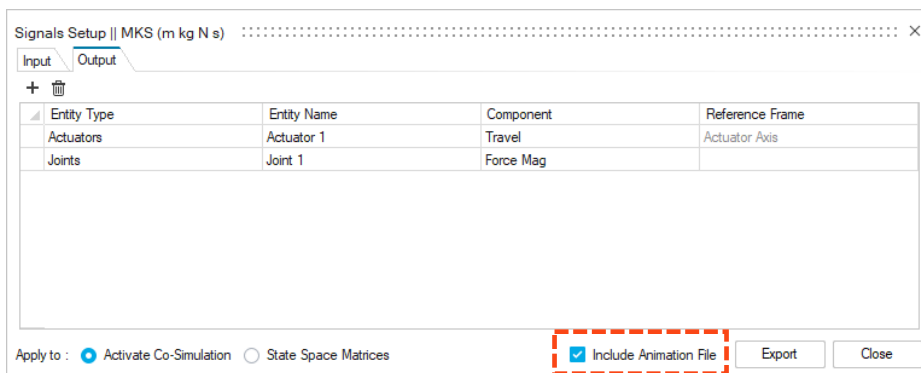 Signals Setup || MKS (m kg N s)
Input Output
Entity Type Entity Name Component Reference Frame
Actuators Actuator 1 Travel Actuator Axis
Joints Joint 1 Force Mag
Apply to : Activate Co-Simulation State Space Matrices Include Animation File Export Close